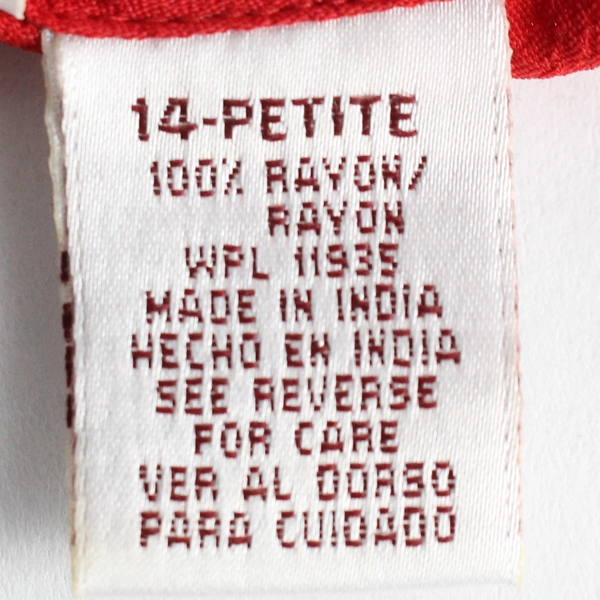 14-PETITE
100% RAYON/
RAYON
WPL 11935
MADE IN INDIA
HECHO EN INDIA
SEE REVERSE
FOR CARE
VER AL DORSO
PARA CUIDADO